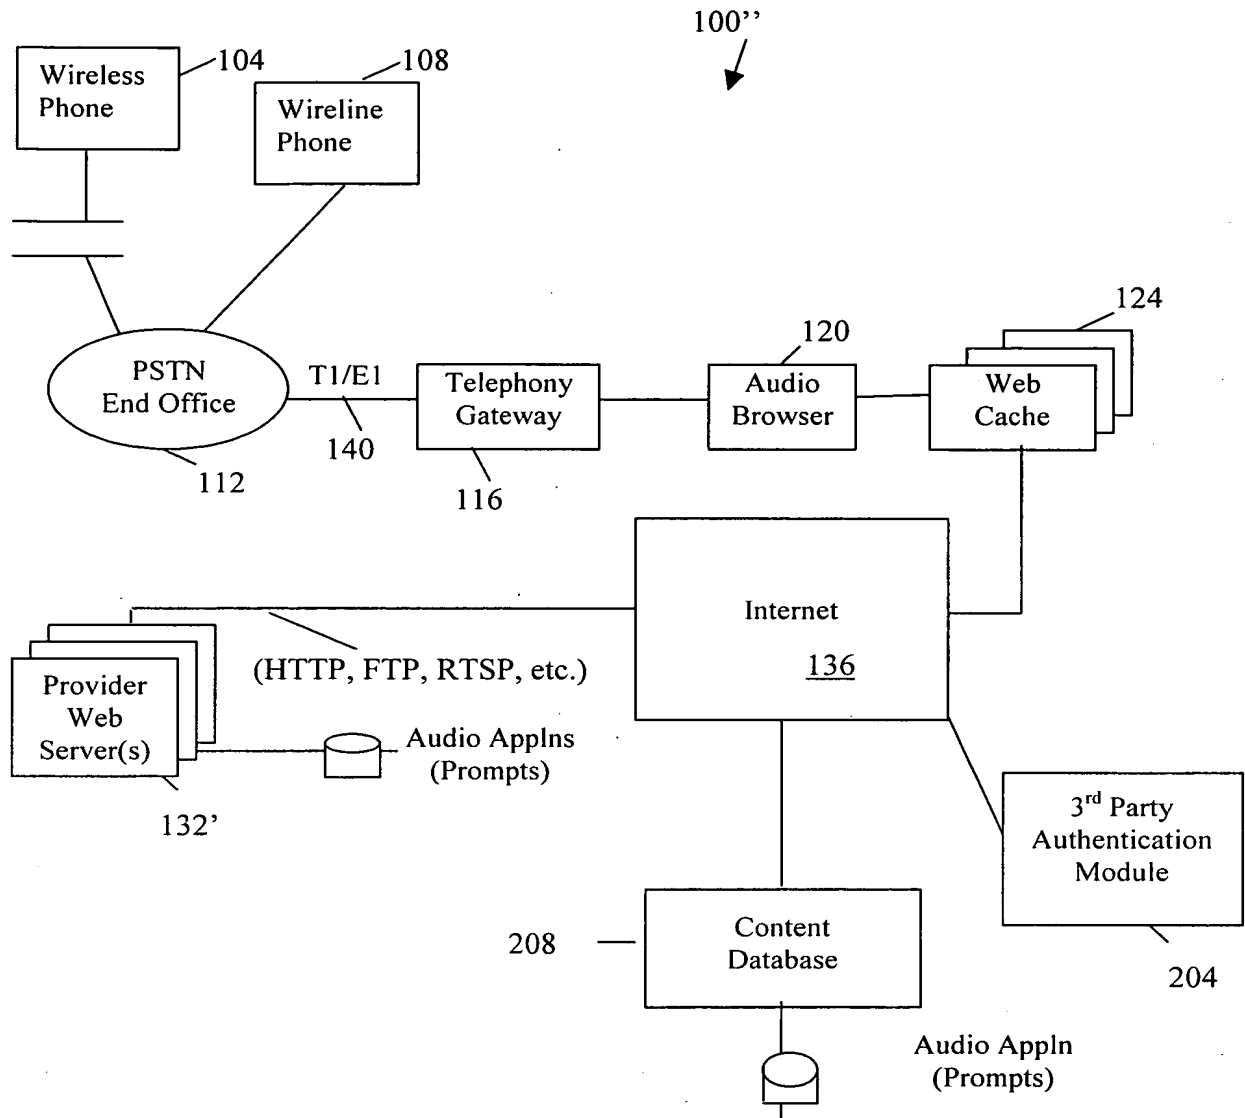 100’’
104
108
Wireless
Phone
Wireline
Phone
124
120
PSTN
End Office
T1/E1
Telephony
Gateway
Audio
Browser
Web
Cache
140
112
116
Internet
136
(HTTP, FTP, RTSP, etc.)
Provider
Web
Server(s)
Audio Applns
(Prompts)
132’
3rd Party
Authentication
Module
Content
Database
208
204
Audio Appln
(Prompts)